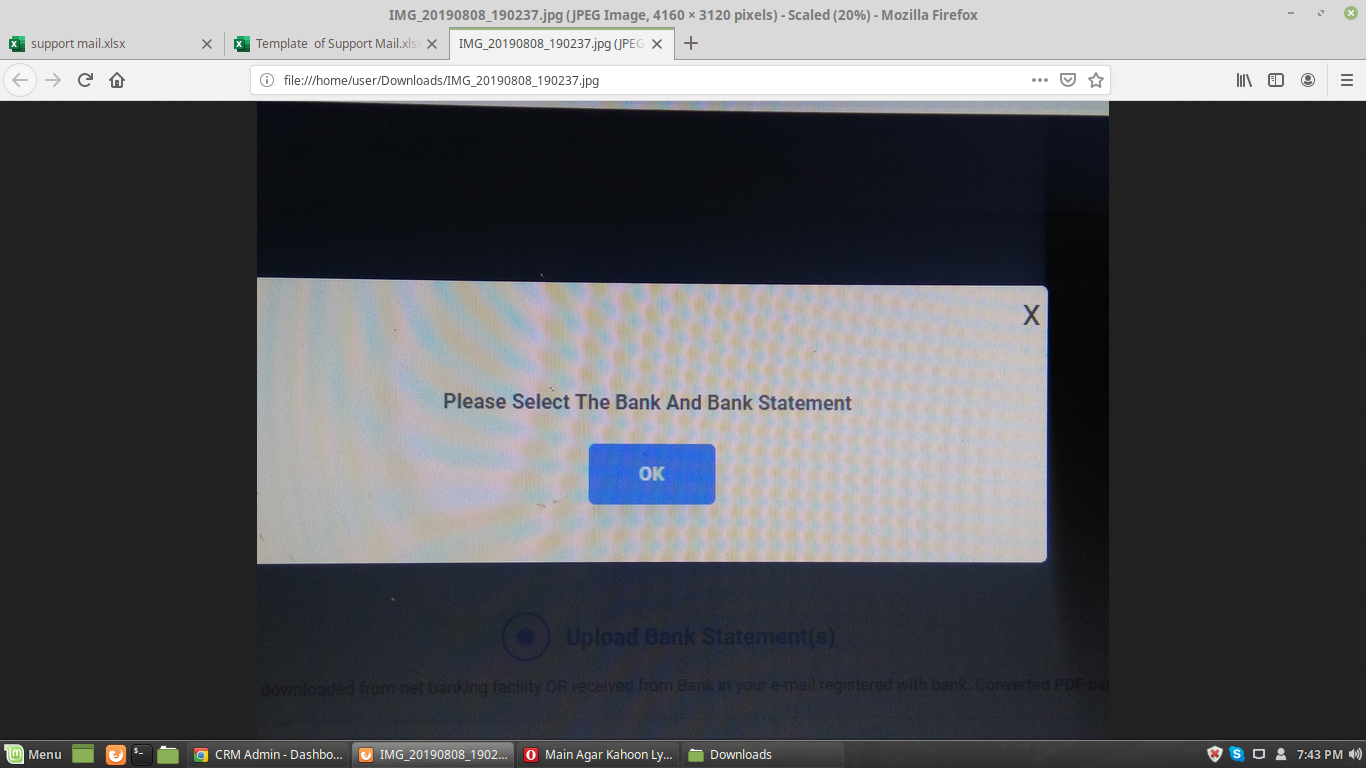 IMG_20190808_190237.jpg (JPEG Image, 4160 × 3120 pixels) - Scaled (20%) - Mozilla Firefox
support mail.xlsx
Template of Support Mail.xls
IMG_20190808_190237.jpg (JPEG
file:///home/user/Downloads/IMG_20190808_190237.jpg
X
Please Select The Bank And Bank Statement
OK
Upload Bank Statement(s)
downloaded from net banking facility OR received from Bank in your e-mail registered with bank. Converted PDF
Menu
CRM Admin - Dashbo...
IMG_20190808_1902...
Main Agar Kahoon Ly...
Downloads
7:43 PM